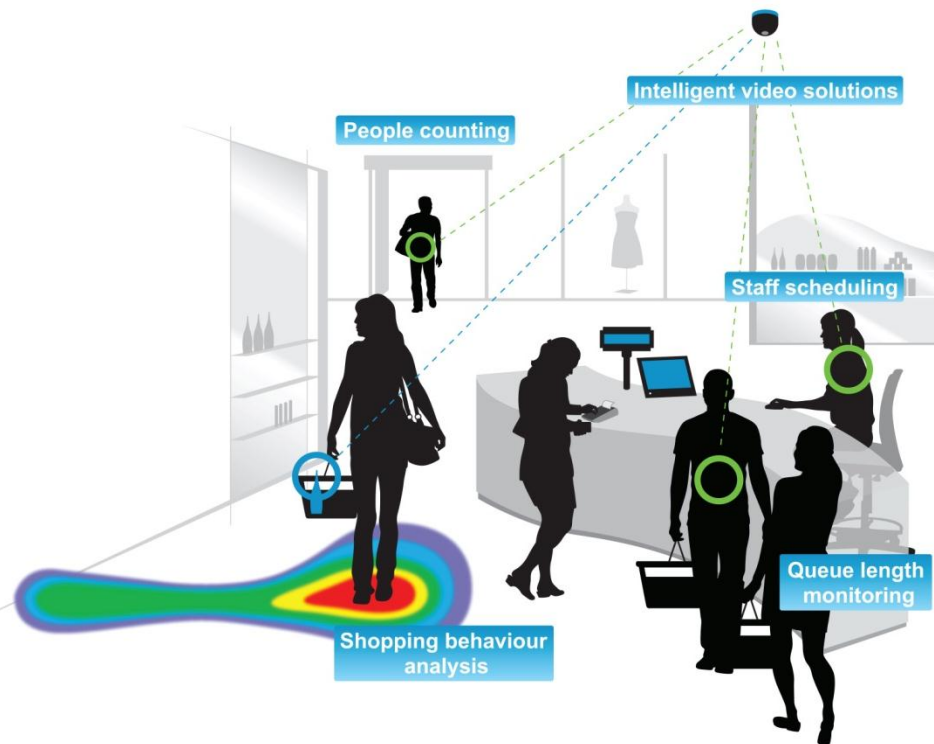 Intelligent video solutions
People counting
Staff scheduling
Queue length
monitoring
Shopping behaviour
analysis